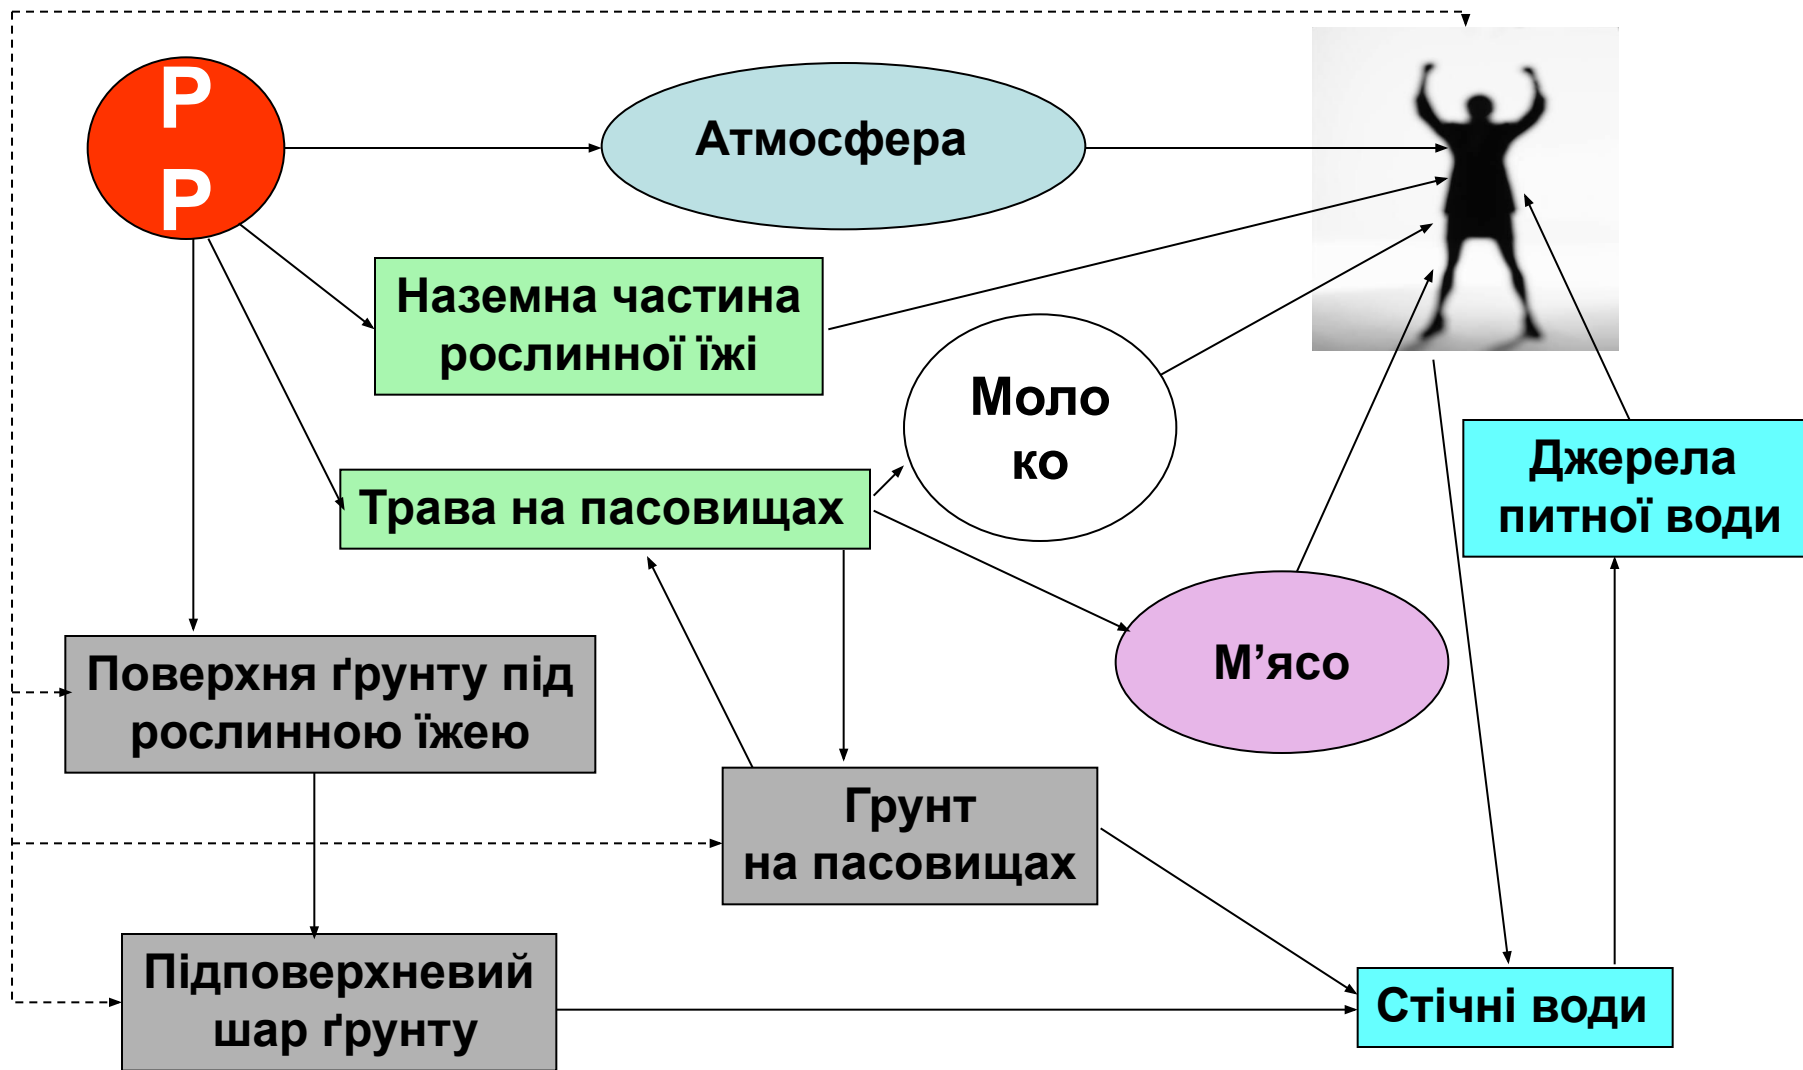 Р
Р
Атмосфера
Наземна частина
рослинної їжі
Моло
ко
Трава на пасовищах
Джерела
питної води
М’ясо
Поверхня ґрунту під
рослинною їжею
Грунт
на пасовищах
Підповерхневий
шар ґрунту
Стічні води